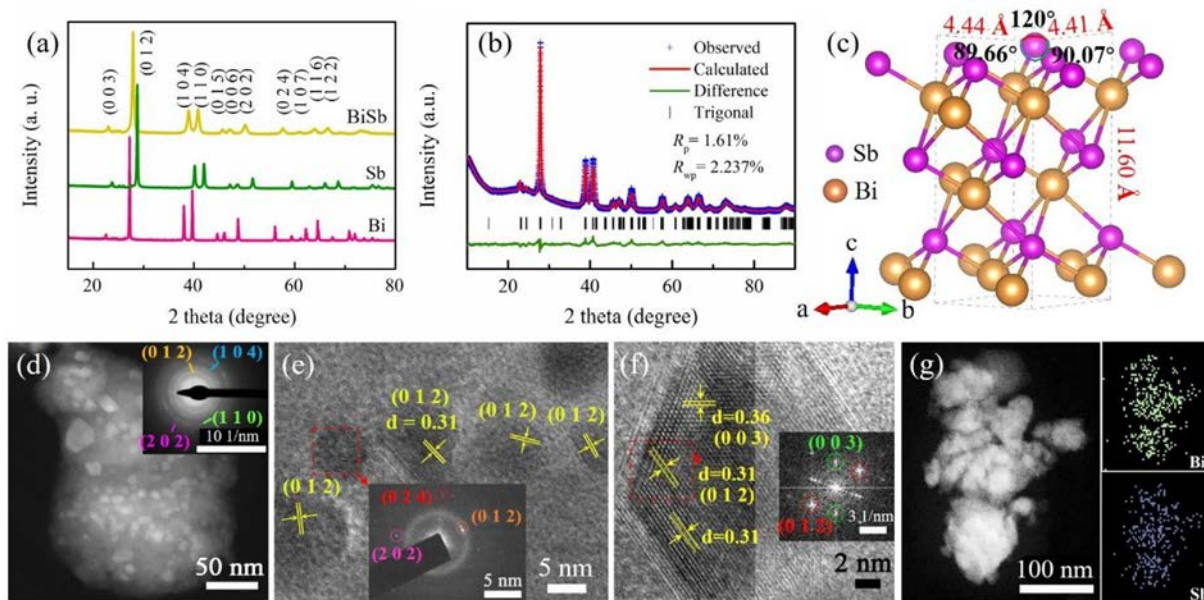 (a)
(0 0 3)
(0 1 2)
(1 0 4)
(1 1 0)
(0 1 5)
(0 0 6)
(2 0 2)
(0 2 4)
(1 0 7)
(1 1 6)
(1 2 2)
BiSb
Sb
Bi
Intensity (a. u.)
20 40 60 80
2 theta (degree)
(b)
Observed
Calculated
Difference
Trigonal
Rp = 1.61%
Rwp = 2.237%
Intensity (a. u.)
20 40 60 80
2 theta (degree)
(c)
120°
4.44 Å 4.41 Å
89.66° 90.07°
11.60 Å
Sb
Bi
c
a b
(d)
(0 1 2) (1 0 4)
(1 1 0)
(2 0 2)
10 1/nm
50 nm
(e)
(0 1 2)
d = 0.31
(0 1 2)
(0 1 2)
(0 1 2)
(0 2 4)
(0 1 2)
(2 0 2)
5 nm
5 nm
(f)
d=0.36
(0 0 3)
d=0.31
(0 1 2)
d=0.31
(0 0 3)
(0 1 2)
3 1/nm
2 nm
(g)
100 nm
Bi